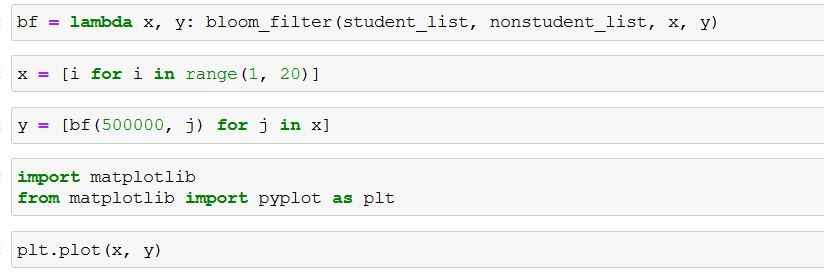 bf = lambda x, y: bloom_filter(student_list, nonstudent_list, x, y)
x = [i for i in range(1, 20)]
y = [bf(500000, j) for j in x]
import matplotlib
from matplotlib import pyplot as plt
plt.plot(x, y)